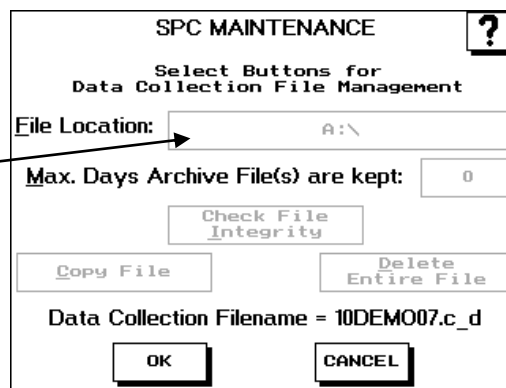 SPC MAINTENANCE
?
Select Buttons for
Data Collection File Management
File Location:
A:\
Max. Days Archive File(s) are kept:
0
Check File
Integrity
Copy File
Delete
Entire File
Data Collection Filename = 10DEMO07.c_d
OK
CANCEL